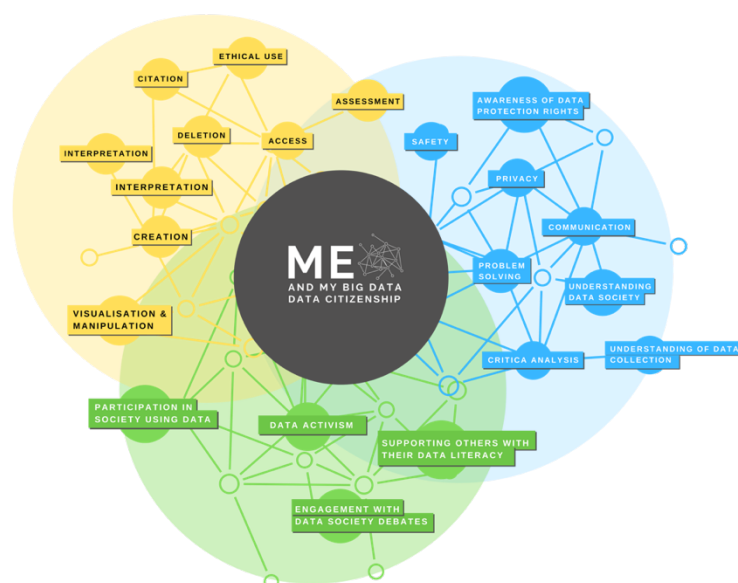 ETHICAL USE
CITATION
ASSESSMENT
DELETION
ACCESS
INTERPRETATION
INTERPRETATION
CREATION
VISUALISATION &
MANIPULATION
AWARENESS OF DATA
PROTECTION RIGHTS
SAFETY
PRIVACY
COMMUNICATION
PROBLEM
SOLVING
UNDERSTANDING
DATA SOCIETY
CRITICA ANALYSIS
UNDERSTANDING OF DATA
COLLECTION
ME
AND MY BIG DATA
DATA CITIZENSHIP
PARTICIPATION IN
SOCIETY USING DATA
DATA ACTIVISM
SUPPORTING OTHERS WITH
THEIR DATA LITERACY
ENGAGEMENT WITH
DATA SOCIETY DEBATES